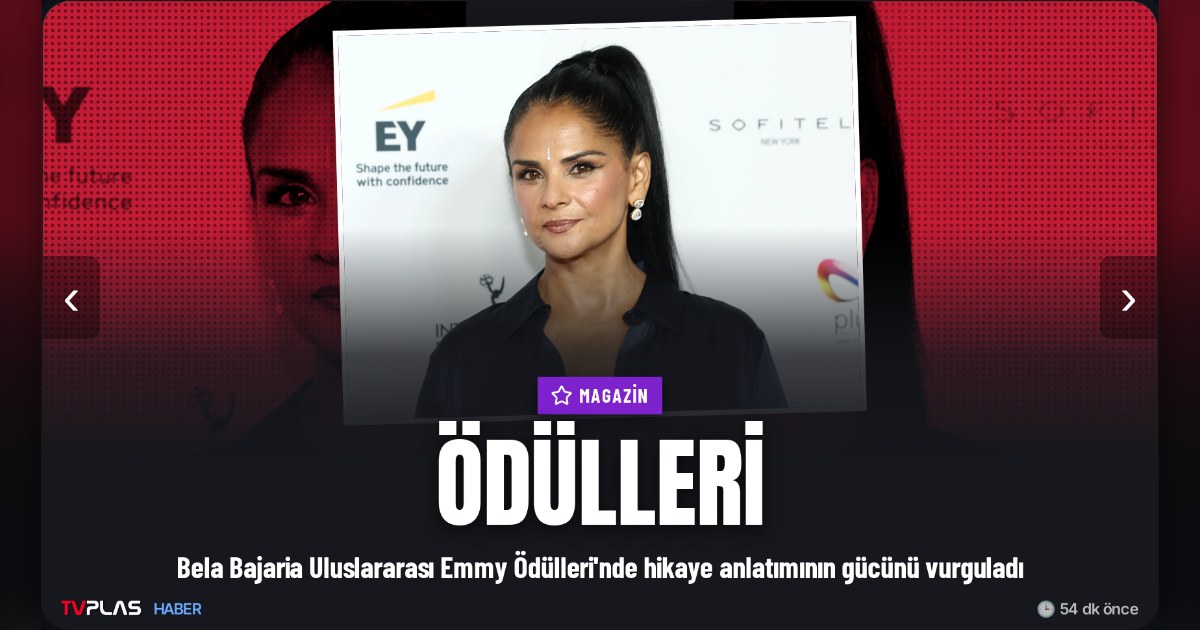 EY
Shape the future
with confidence
SOFITEL
NEW YORK
MAGAZİN
ÖDÜLLERİ
Bela Bajaria Uluslararası Emmy Ödülleri'nde hikaye anlatımının gücünü vurguladı
TVPLAS HABER
54 dk önce